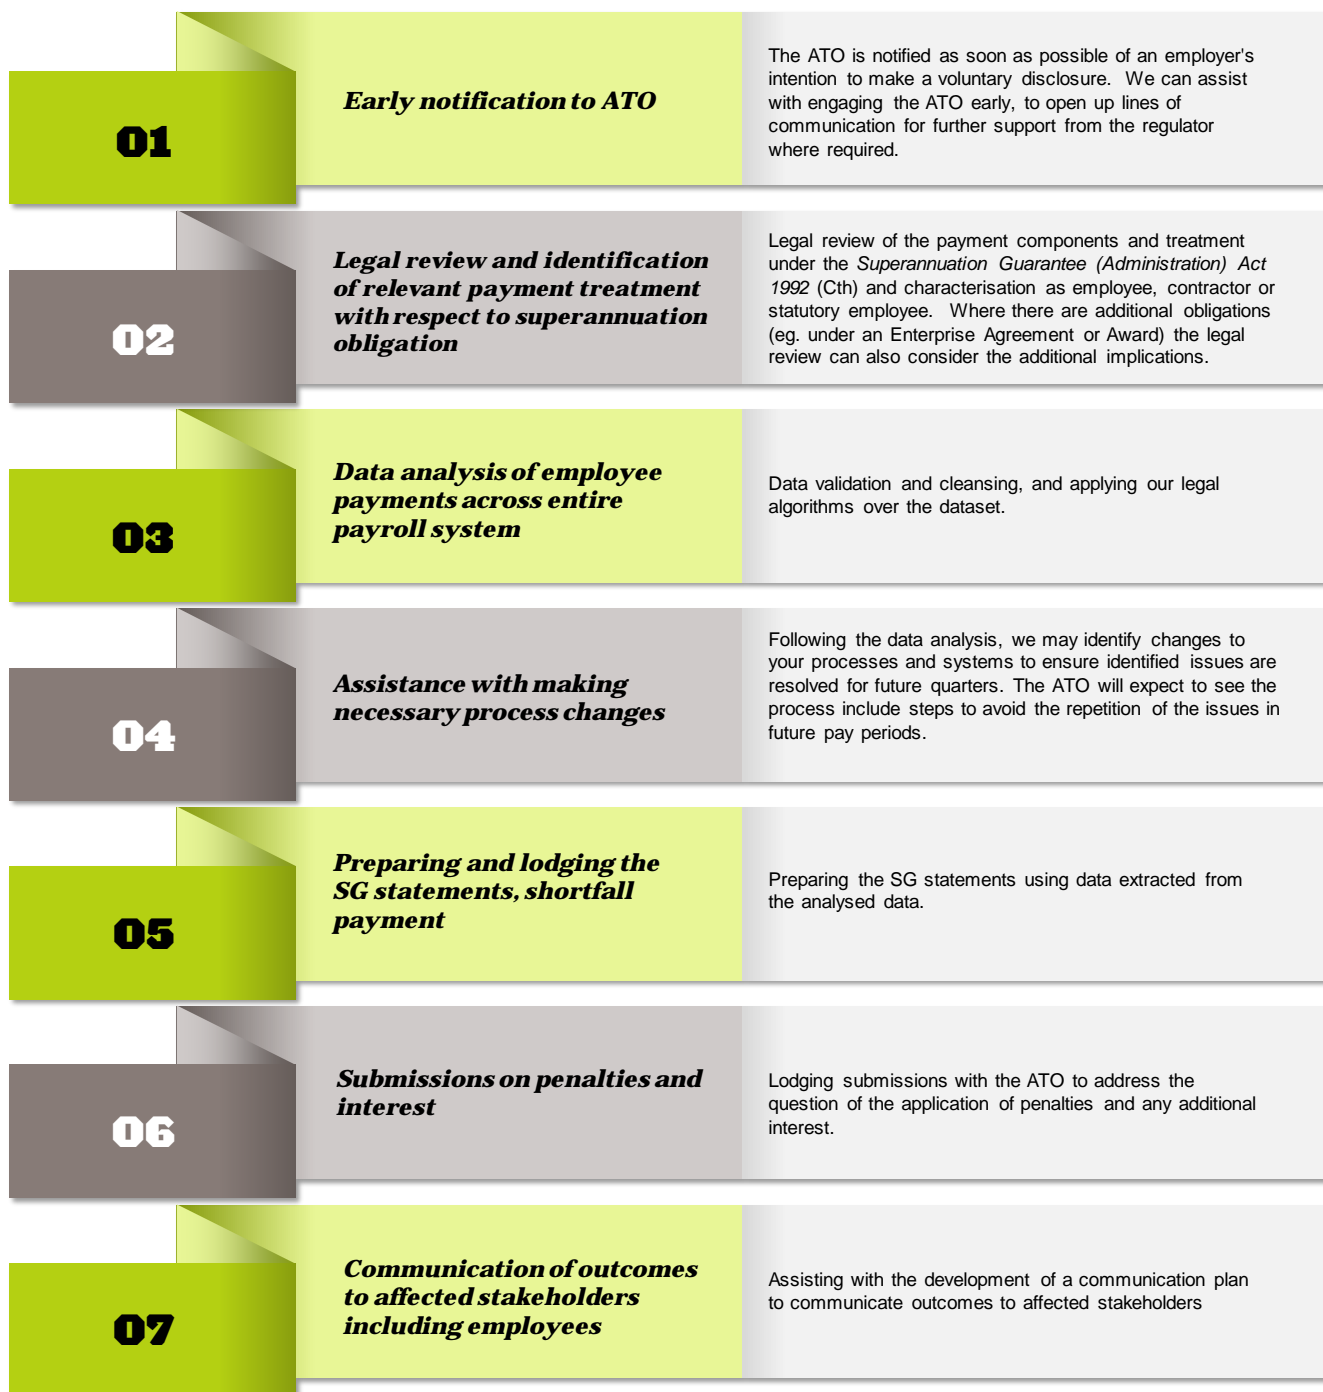 01
Early notification to ATO
The ATO is notified as soon as possible of an employer's
intention to make a voluntary disclosure. We can assist
with engaging the ATO early, to open up lines of
communication for further support from the regulator
where required.
02
Legal review and identification
of relevant payment treatment
with respect to superannuation
obligation
Legal review of the payment components and treatment
under the Superannuation Guarantee (Administration) Act
1992 (Cth) and characterisation as employee, contractor or
statutory employee. Where there are additional obligations
(eg. under an Enterprise Agreement or Award) the legal
review can also consider the additional implications.
03
Data analysis of employee
payments across entire
payroll system
Data validation and cleansing, and applying our legal
algorithms over the dataset.
04
Assistance with making
necessary process changes
Following the data analysis, we may identify changes to
your processes and systems to ensure identified issues are
resolved for future quarters. The ATO will expect to see the
process include steps to avoid the repetition of the issues in
future pay periods.
05
Preparing and lodging the
SG statements, shortfall
payment
Preparing the SG statements using data extracted from
the analysed data.
06
Submissions on penalties and
interest
Lodging submissions with the ATO to address the
question of the application of penalties and any additional
interest.
07
Communication of outcomes
to affected stakeholders
including employees
Assisting with the development of a communication plan
to communicate outcomes to affected stakeholders